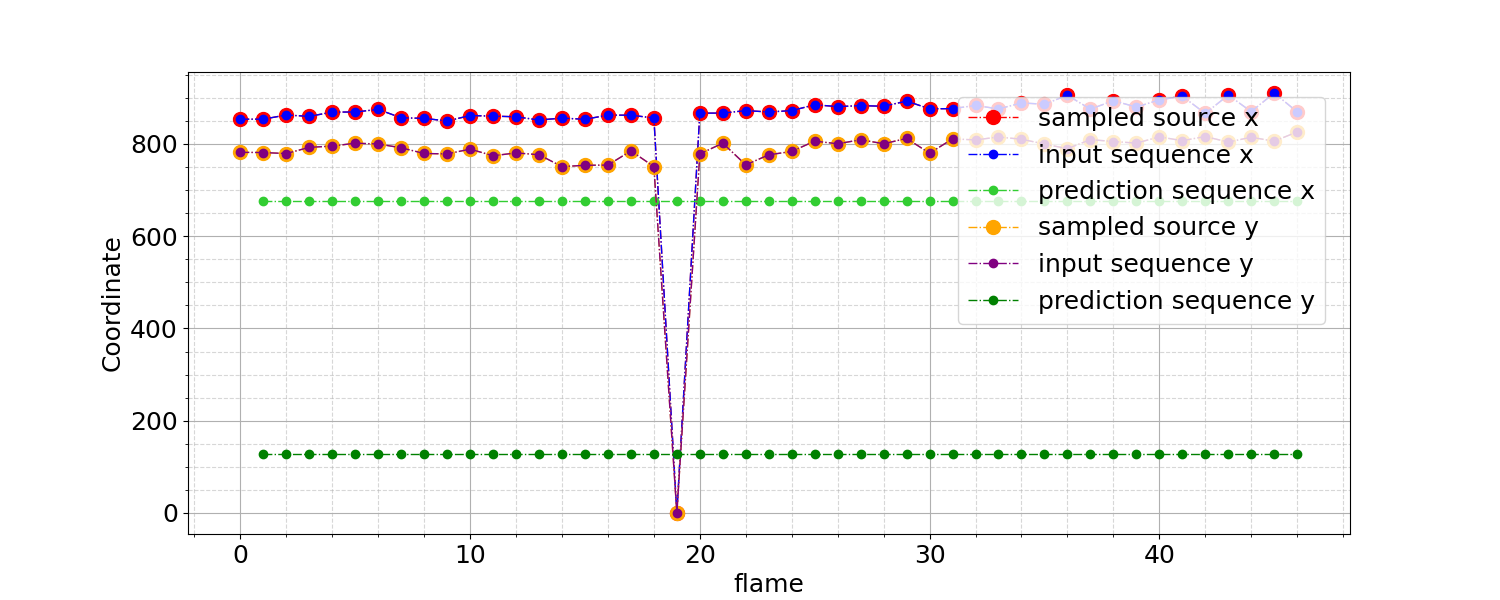 800
600
400
200
0
Coordinate
sampled source x
input sequence x
prediction sequence x
sampled source y
input sequence y
prediction sequence y
0 10 20 30 40
flame